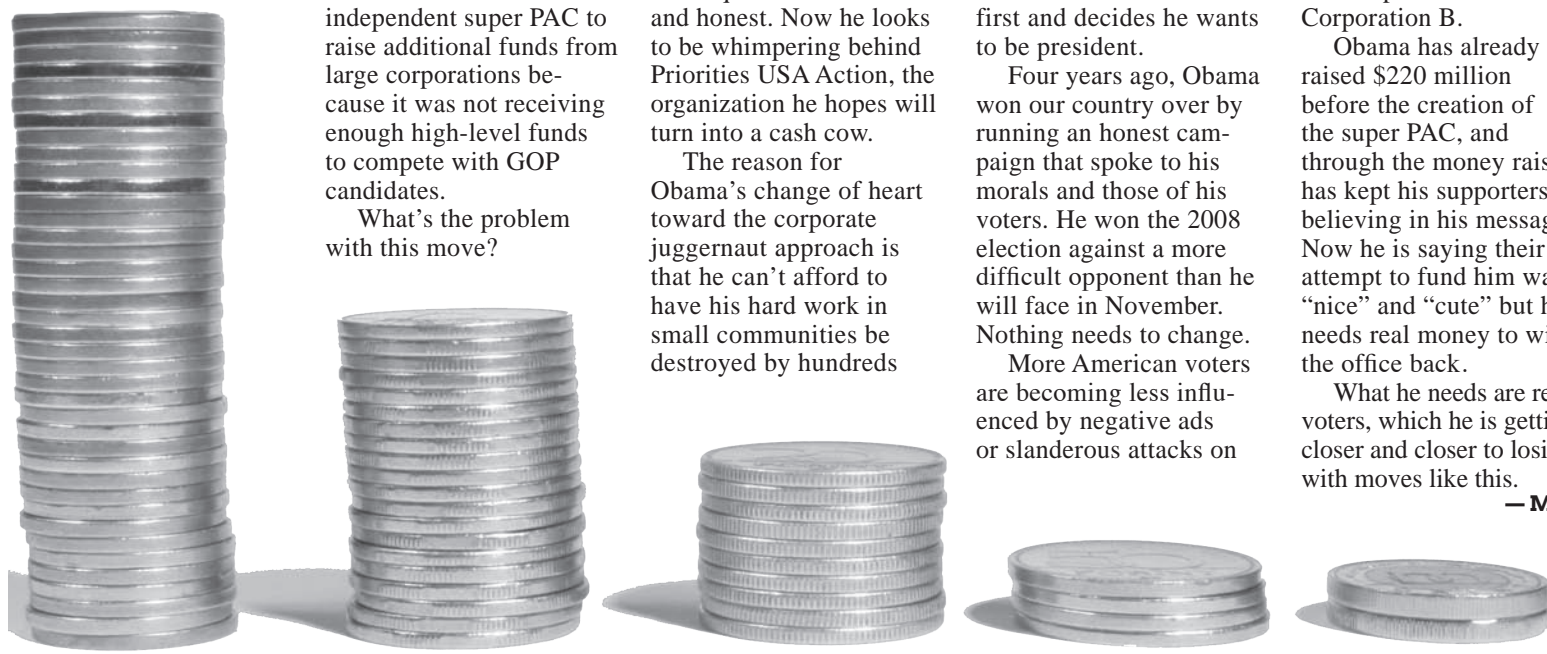 independent super PAC to
raise additional funds from
large corporations be-
cause it was not receiving
enough high-level funds
to compete with GOP
candidates.
What's the problem
with this move?
and honest. Now he looks
to be whimpering behind
Priorities USA Action, the
organization he hopes will
turn into a cash cow.
The reason for
Obama's change of heart
toward the corporate
juggernaut approach is
that he can't afford to
have his hard work in
small communities be
destroyed by hundreds
first and decides he wants
to be president.
Four years ago, Obama
won our country over by
running an honest cam-
paign that spoke to his
morals and those of his
voters. He won the 2008
election against a more
difficult opponent than he
will face in November.
Nothing needs to change.
More American voters
are becoming less influ-
enced by negative ads
or slanderous attacks on
Corporation B.
Obama has already
raised $220 million
before the creation of
the super PAC, and
through the money rais
has kept his supporters
believing in his messag
Now he is saying their
attempt to fund him wa
“nice” and “cute” but h
needs real money to wi
the office back.
What he needs are re
voters, which he is getti
closer and closer to losi
with moves like this.
— M